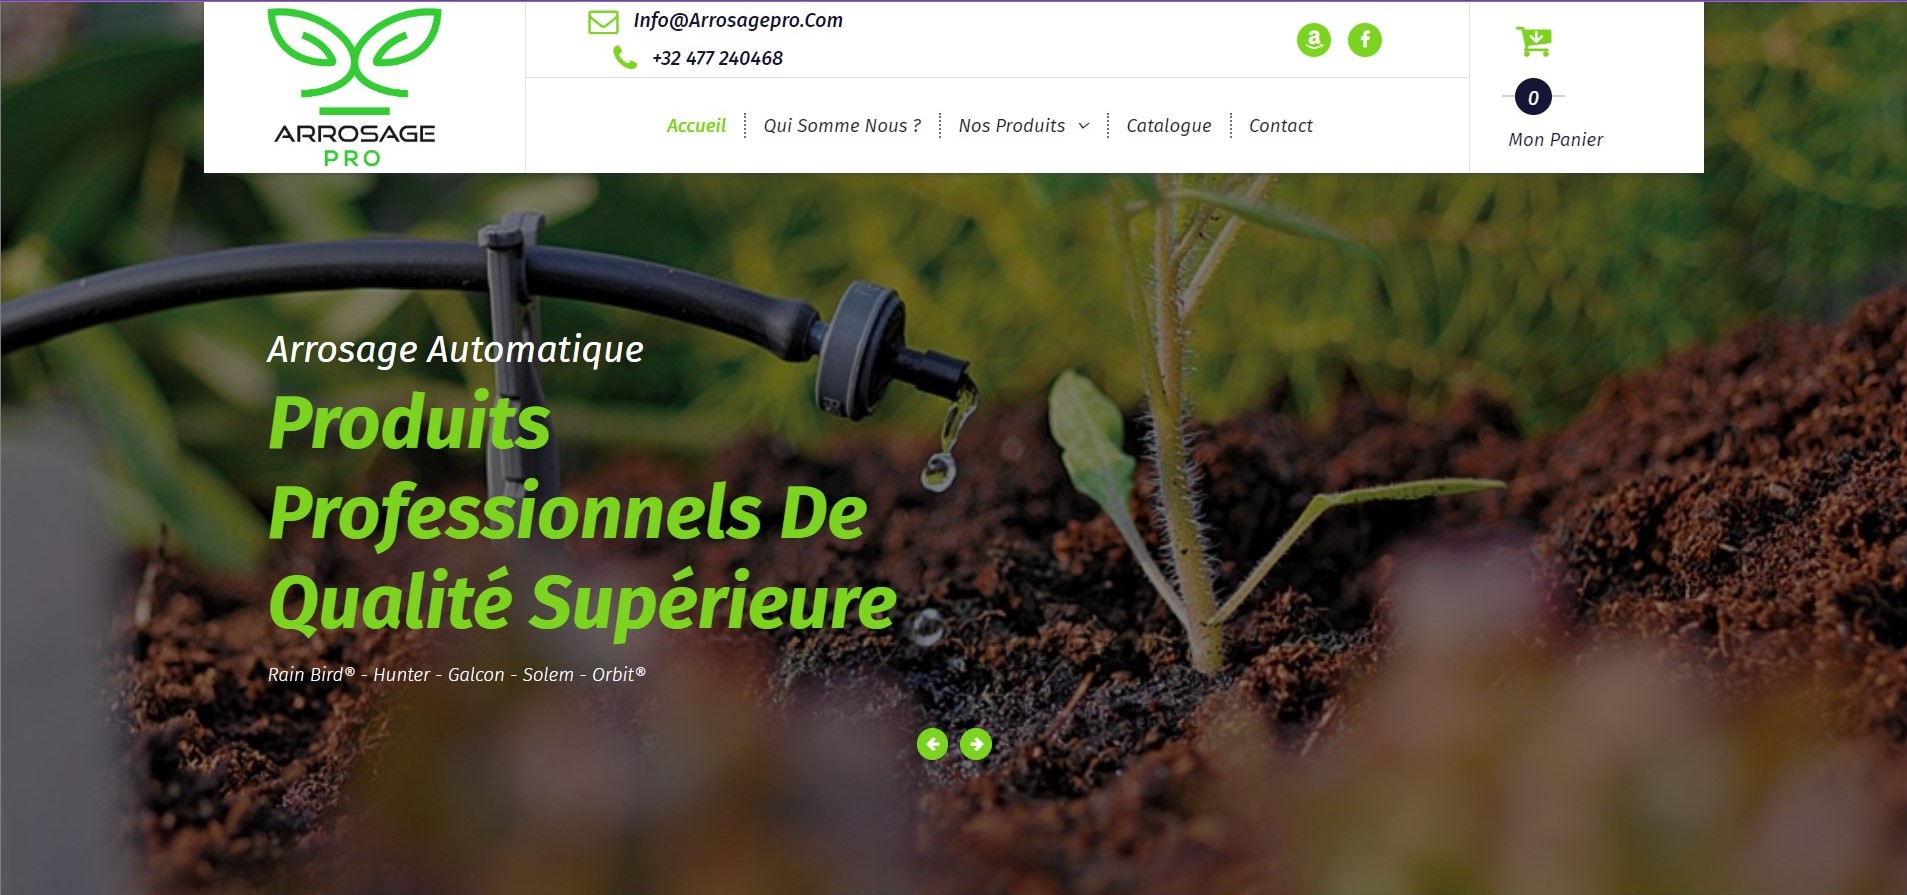 ARROSAGE
PRO
Info@Arrosagepro.Com
+32 477 240468
Accueil
Qui Somme Nous ?
Nos Produits
Catalogue
Contact
0
Mon Panier
Arrosage Automatique
Produits
Professionnels De
Qualité Supérieure
Rain Bird® - Hunter - Galcon - Solem - Orbit®